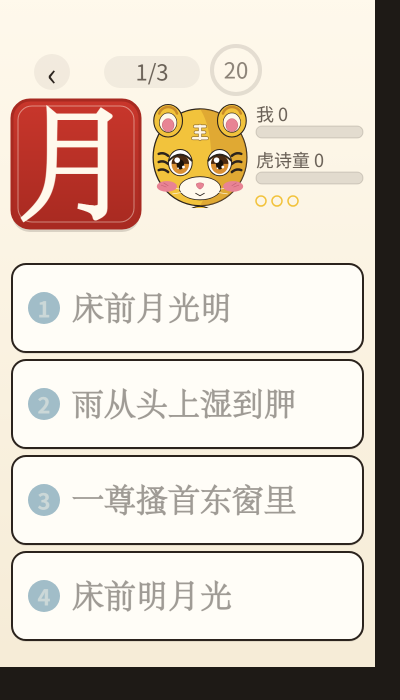 ‹
1/3
20
月
王
我 0
虎诗童 0
1 床前月光明
2 雨从头上湿到胛
3 一尊搔首东窗里
4 床前明月光